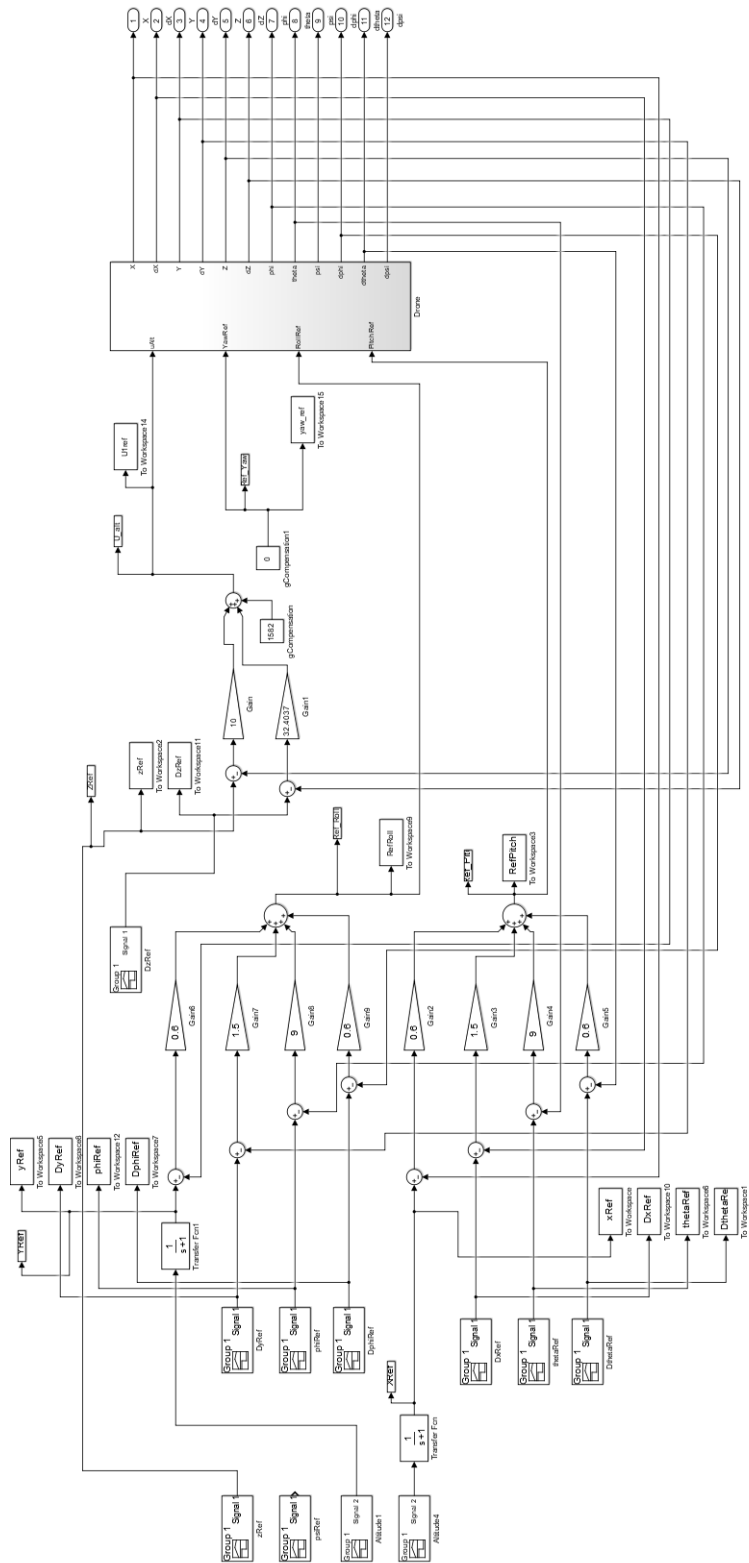 Group 1
Signal 1
zRef
Group 1
Signal 1
psiRef
Group 1
Signal 2
Altitude1
Group 1
Signal 2
Altitude4
1
s+1
Transfer Fcn
XRef
Group 1
Signal 1
DyRef
Group 1
Signal 1
phiRef
Group 1
Signal 1
DphiRef
Group 1
Signal 1
DxRef
Group 1
Signal 1
thetaRef
Group 1
Signal 1
DthetaRef
YRef
1
s+1
Transfer Fcn1
yRef
To Workspace5
DyRef
To Workspace8
phiRef
To Workspace12
DphiRef
To Workspace7
xRef
To Workspace
DxRef
To Workspace10
thetaRef
To Workspace6
DthetaRe
To Workspace1
Group 1
Signal 1
DzRef
0.6
Gain6
1.5
Gain7
9
Gain8
0.6
Gain9
0.6
Gain2
1.5
Gain3
9
Gain4
0.6
Gain5
Ref_Roll
RefRoll
To Workspace9
Ref_Pitt
RefPitch
To Workspace3
ZRef
zRef
To Workspace2
DzRef
To Workspace11
10
Gain
32.4037
Gain1
1582
gCompensation
0
gCompensation1
U_alt
U1ref
To Workspace14
Ref_Yaw
yaw_ref
To Workspace15
uAlt
YawRef
RollRef
PitchRef
X
dX
Y
dY
Z
dZ
phi
theta
psi
dphi
dtheta
dpsi
Drone
1
X
2
dX
3
Y
4
dY
5
Z
6
dZ
7
phi
8
theta
9
psi
10
dphi
11
dtheta
12
dpsi